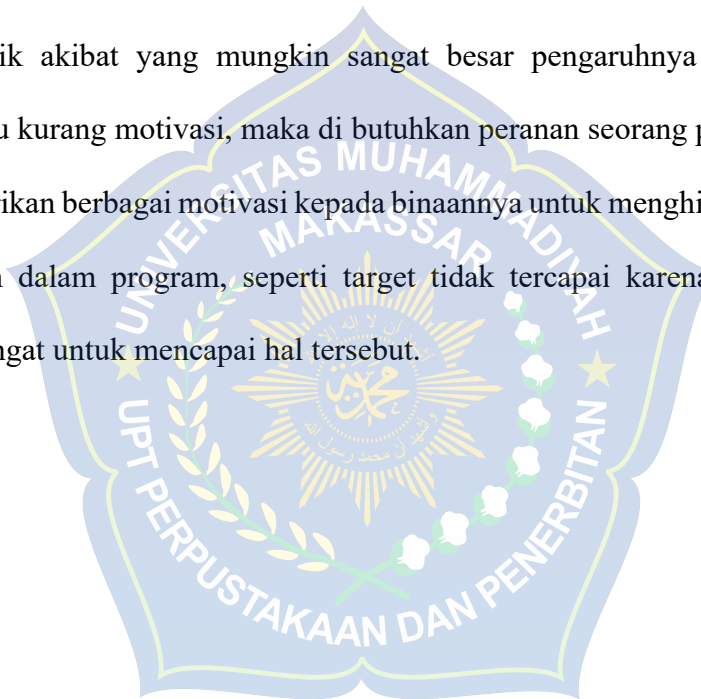 ik akibat yang mungkin sangat besar pengaruhnya
u kurang motivasi, maka di butuhkan peranan seorang p
rikan berbagai motivasi kepada binaannya untuk menghi
dalam program, seperti target tidak tercapai karena
ngat untuk mencapai hal tersebut.
UNIVERSITAS MUHAMMADIYAH
MAKASSAR
UPT PERPUSTAKAAN DAN PENERBITAN